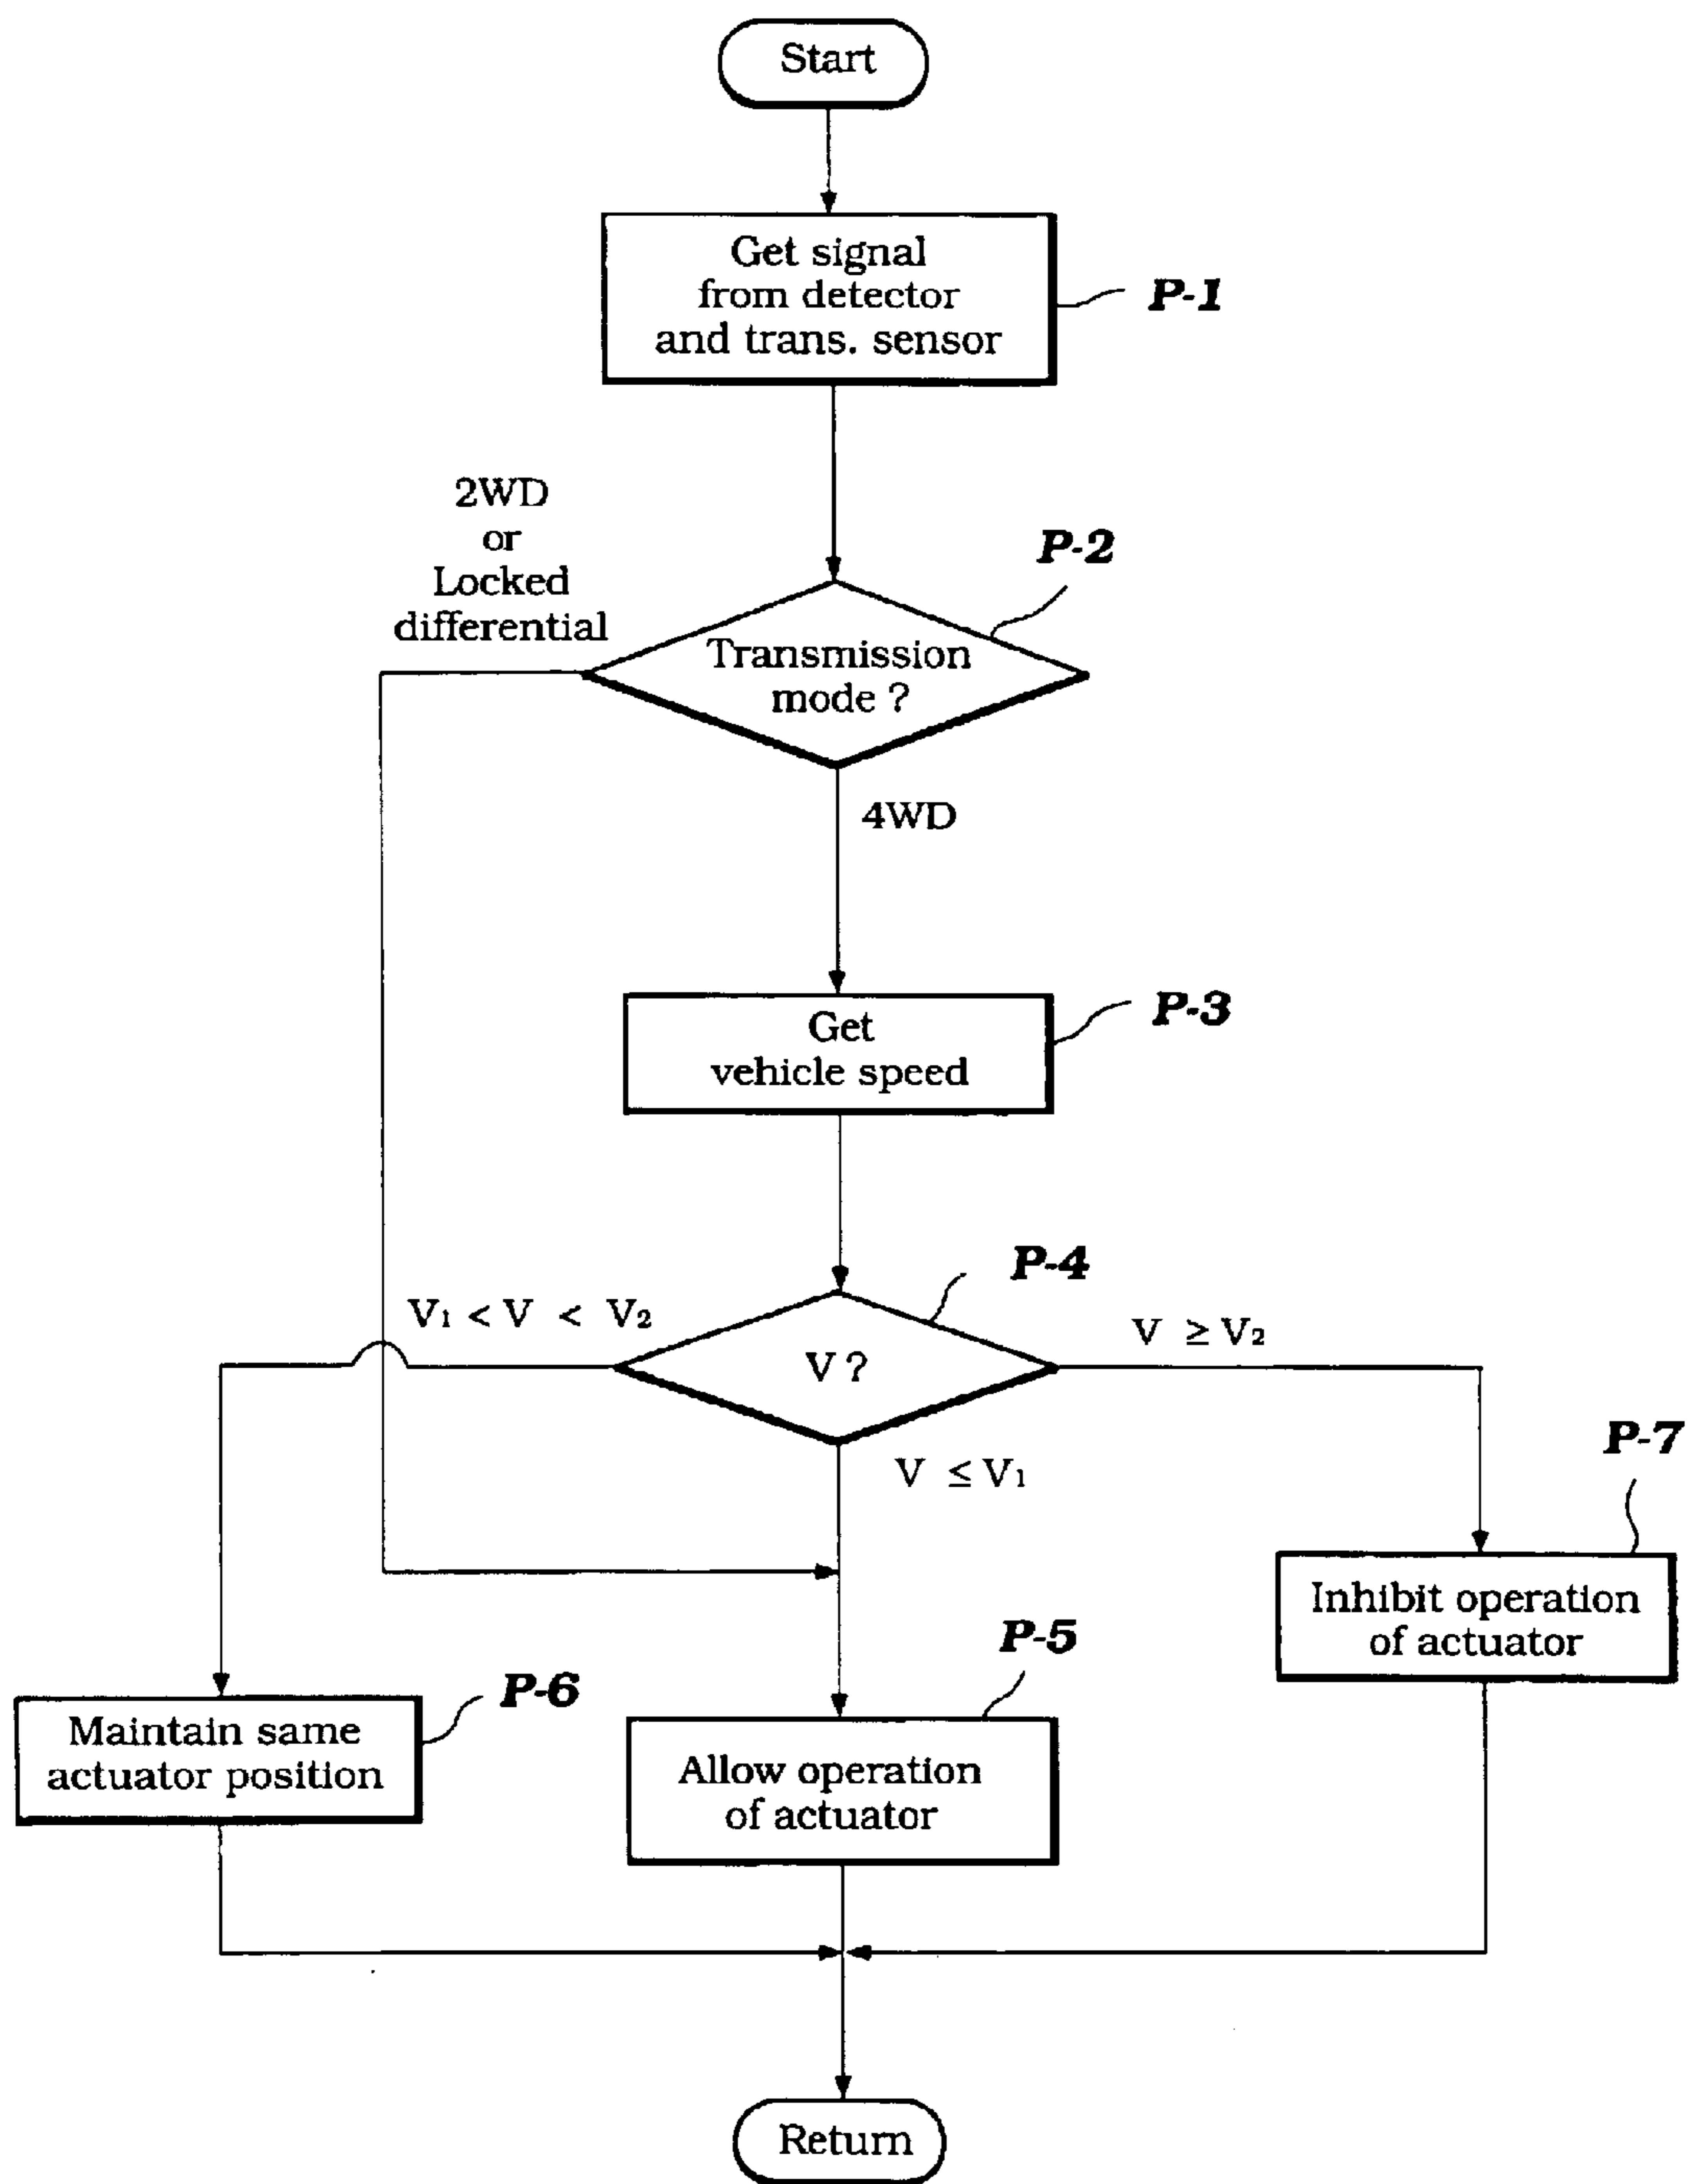 Start
Get signal
from detector
and trans. sensor
P-1
2WD
or
Locked
differential
P-2
Transmission
mode ?
4WD
Get
vehicle speed
P-3
P-4
V₁ < V < V₂
V ?
V ≥ V₂
V ≤ V₁
P-7
Inhibit operation
of actuator
P-5
P-6
Maintain same
actuator position
Allow operation
of actuator
Return